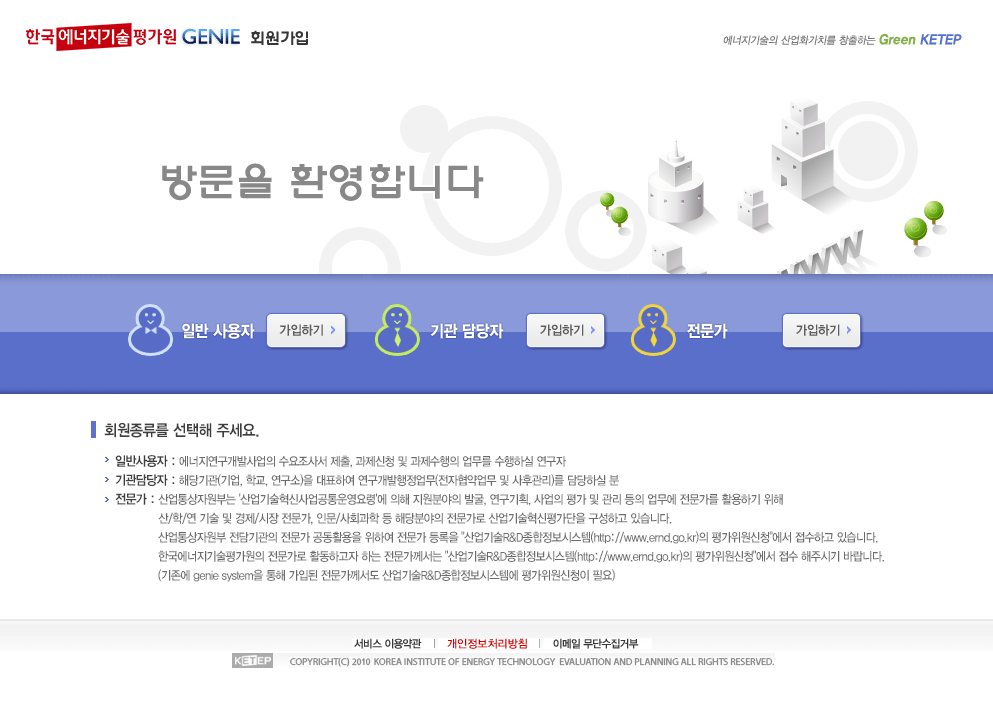 한국에너지기술평가원 GENIE 회원가입
에너지기술의 산업화가치를 창출하는 Green KETEP
방문을 환영합니다
www
일반 사용자 가입하기 기관 담당자 가입하기 전문가 가입하기
회원종류를 선택해 주세요.
일반사용자 : 에너지연구개발사업의 수요조사서 제출, 과제신청 및 과제수행의 업무를 수행하실 연구자
기관담당자 : 해당기관(기업, 학교, 연구소)을 대표하여 연구개발행정업무(전자협약업무 및 사후관리)를 담당하실 분
전문가 : 산업통상자원부는 '산업기술혁신사업공통운영요령'에 의해 지원분야의 발굴, 연구기획, 사업의 평가 및 관리 등의 업무에 전문가를 활용하기 위해
산/학/연 기술 및 경제/시장 전문가, 인문/사회과학 등 해당분야의 전문가로 산업기술혁신평가단을 구성하고 있습니다.
산업통상자원부 전담기관의 전문가 공동활용을 위하여 전문가 등록을 "산업기술R&D종합정보시스템(http://www.ernd.go.kr)의 평가위원신청"에서 접수하고 있습니다.
한국에너지기술평가원의 전문가로 활동하고자 하는 전문가께서는 "산업기술R&D종합정보시스템(http://www.ernd.go.kr)의 평가위원신청"에서 접수 해주시기 바랍니다.
(기존에 genie system을 통해 가입된 전문가께서도 산업기술R&D종합정보시스템에 평가위원신청이 필요)
서비스 이용약관 | 개인정보처리방침 | 이메일 무단수집거부
KETEP COPYRIGHT(C) 2010 KOREA INSTITUTE OF ENERGY TECHNOLOGY EVALUATION AND PLANNING ALL RIGHTS RESERVED.